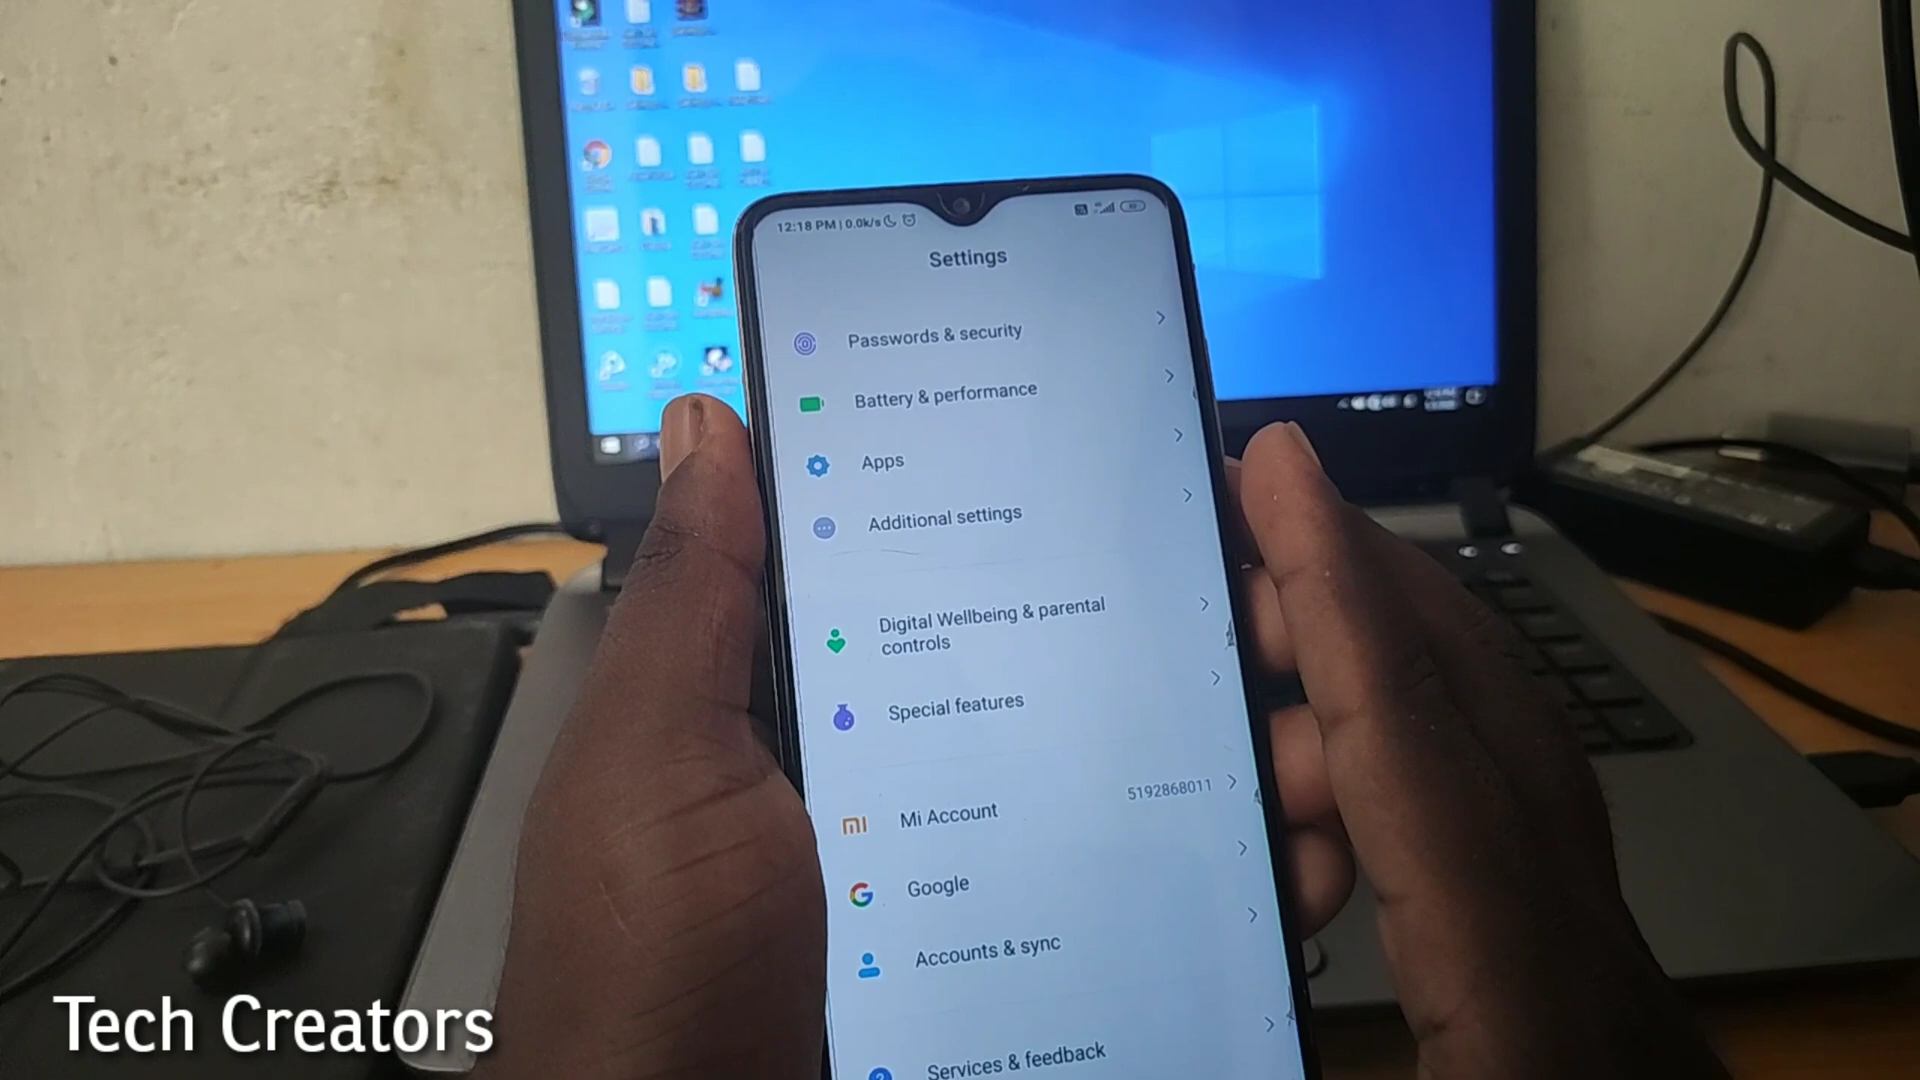 12:18 PM | 0.0k/s
Settings
Passwords & security
Battery & performance
Apps
Additional settings
Digital Wellbeing & parental
controls
Special features
Mi Account 5192868011
Google
Accounts & sync
Services & feedback
Tech Creators